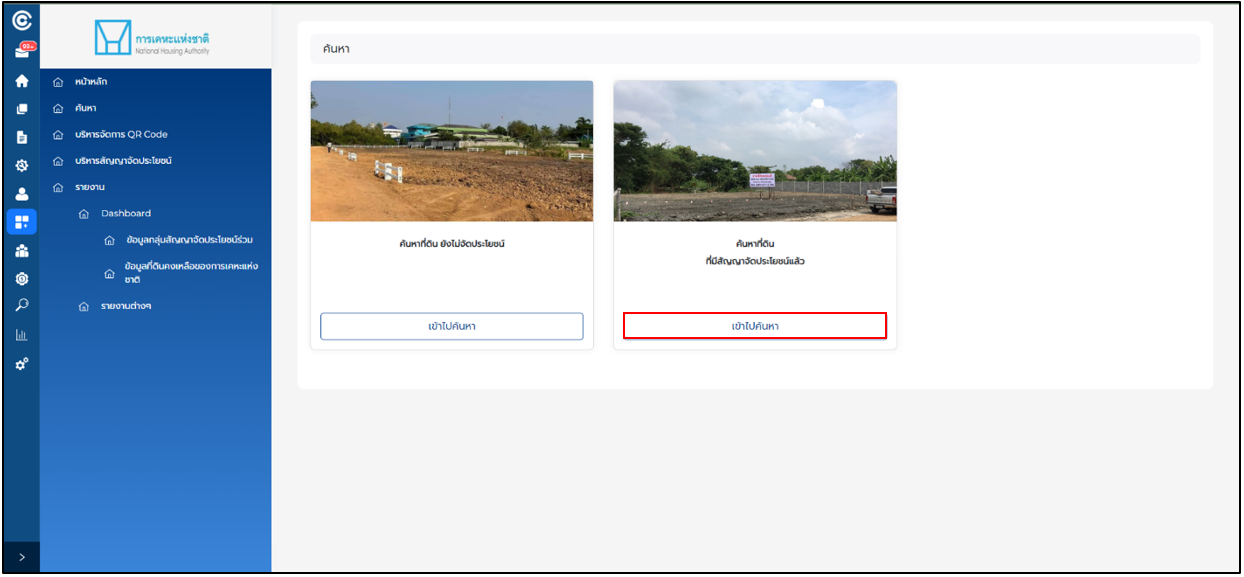 การเคหะแห่งชาติ
National Housing Authority
หน้าหลัก
ค้นหา
บริหารจัดการ QR Code
บริหารสัญญาจัดประโยชน์
รายงาน
Dashboard
ข้อมูลกลุ่มสัญญาจัดประโยชน์ร่วม
ข้อมูลที่ดินคงเหลือของการเคหะแห่ง
ชาติ
รายงานต่างๆ
ค้นหา
ค้นหาที่ดิน ยังไม่จัดประโยชน์
เข้าไปค้นหา
ค้นหาที่ดิน
ที่มีสัญญาจัดประโยชน์แล้ว
เข้าไปค้นหา